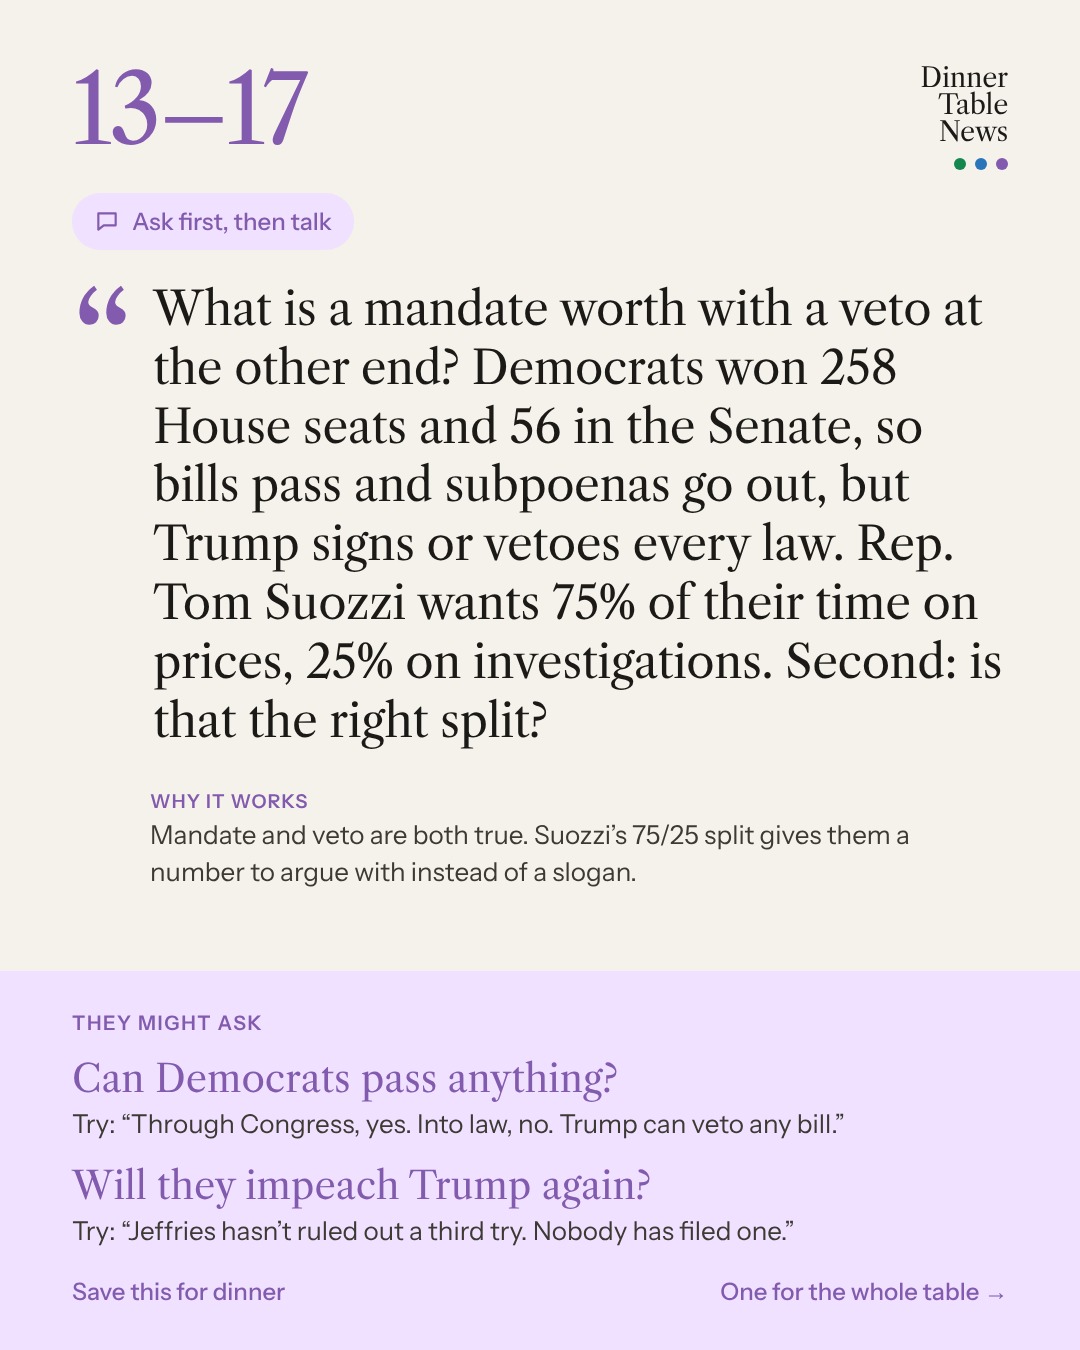 13–17
Dinner
Table
News
Ask first, then talk
“ What is a mandate worth with a veto at
the other end? Democrats won 258
House seats and 56 in the Senate, so
bills pass and subpoenas go out, but
Trump signs or vetoes every law. Rep.
Tom Suozzi wants 75% of their time on
prices, 25% on investigations. Second: is
that the right split?
WHY IT WORKS
Mandate and veto are both true. Suozzi’s 75/25 split gives them a
number to argue with instead of a slogan.
THEY MIGHT ASK
Can Democrats pass anything?
Try: “Through Congress, yes. Into law, no. Trump can veto any bill.”
Will they impeach Trump again?
Try: “Jeffries hasn’t ruled out a third try. Nobody has filed one.”
Save this for dinner
One for the whole table →